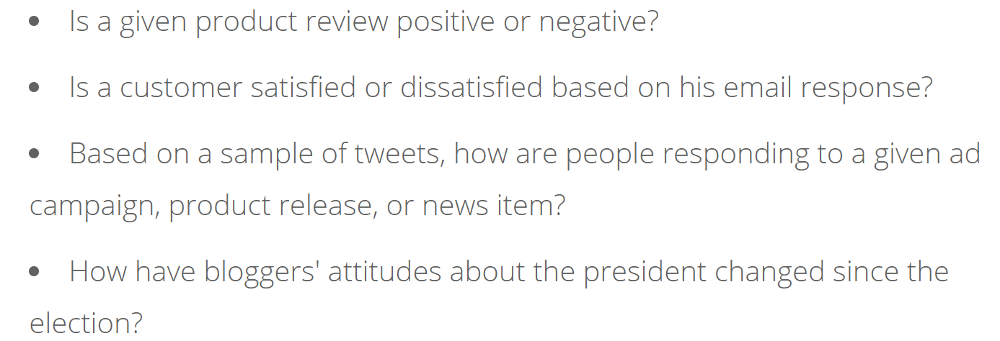 • Is a given product review positive or negative?
• Is a customer satisfied or dissatisfied based on his email response?
• Based on a sample of tweets, how are people responding to a given ad
campaign, product release, or news item?
• How have bloggers' attitudes about the president changed since the
election?